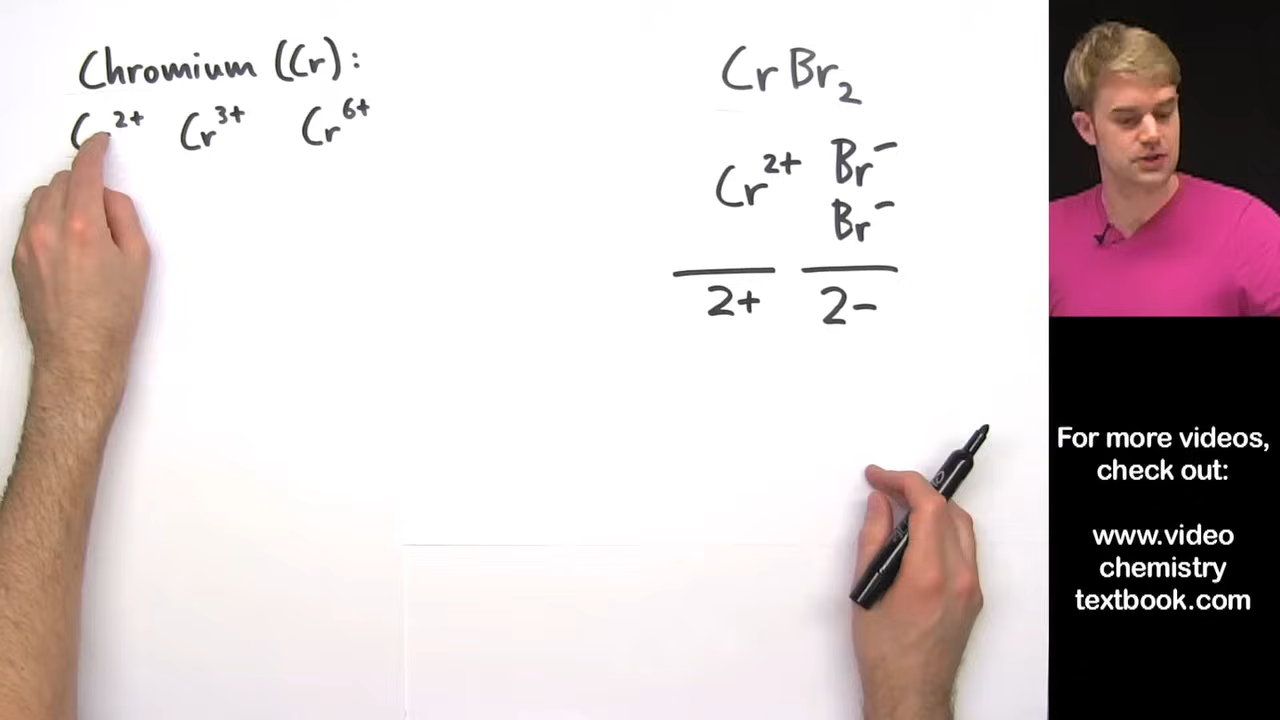 Chromium (Cr):
Cr²⁺ Cr³⁺ Cr⁶⁺
CrBr₂
Cr²⁺ Br⁻
Br⁻
2+ 2−
For more videos,
check out:
www.video
chemistry
textbook.com